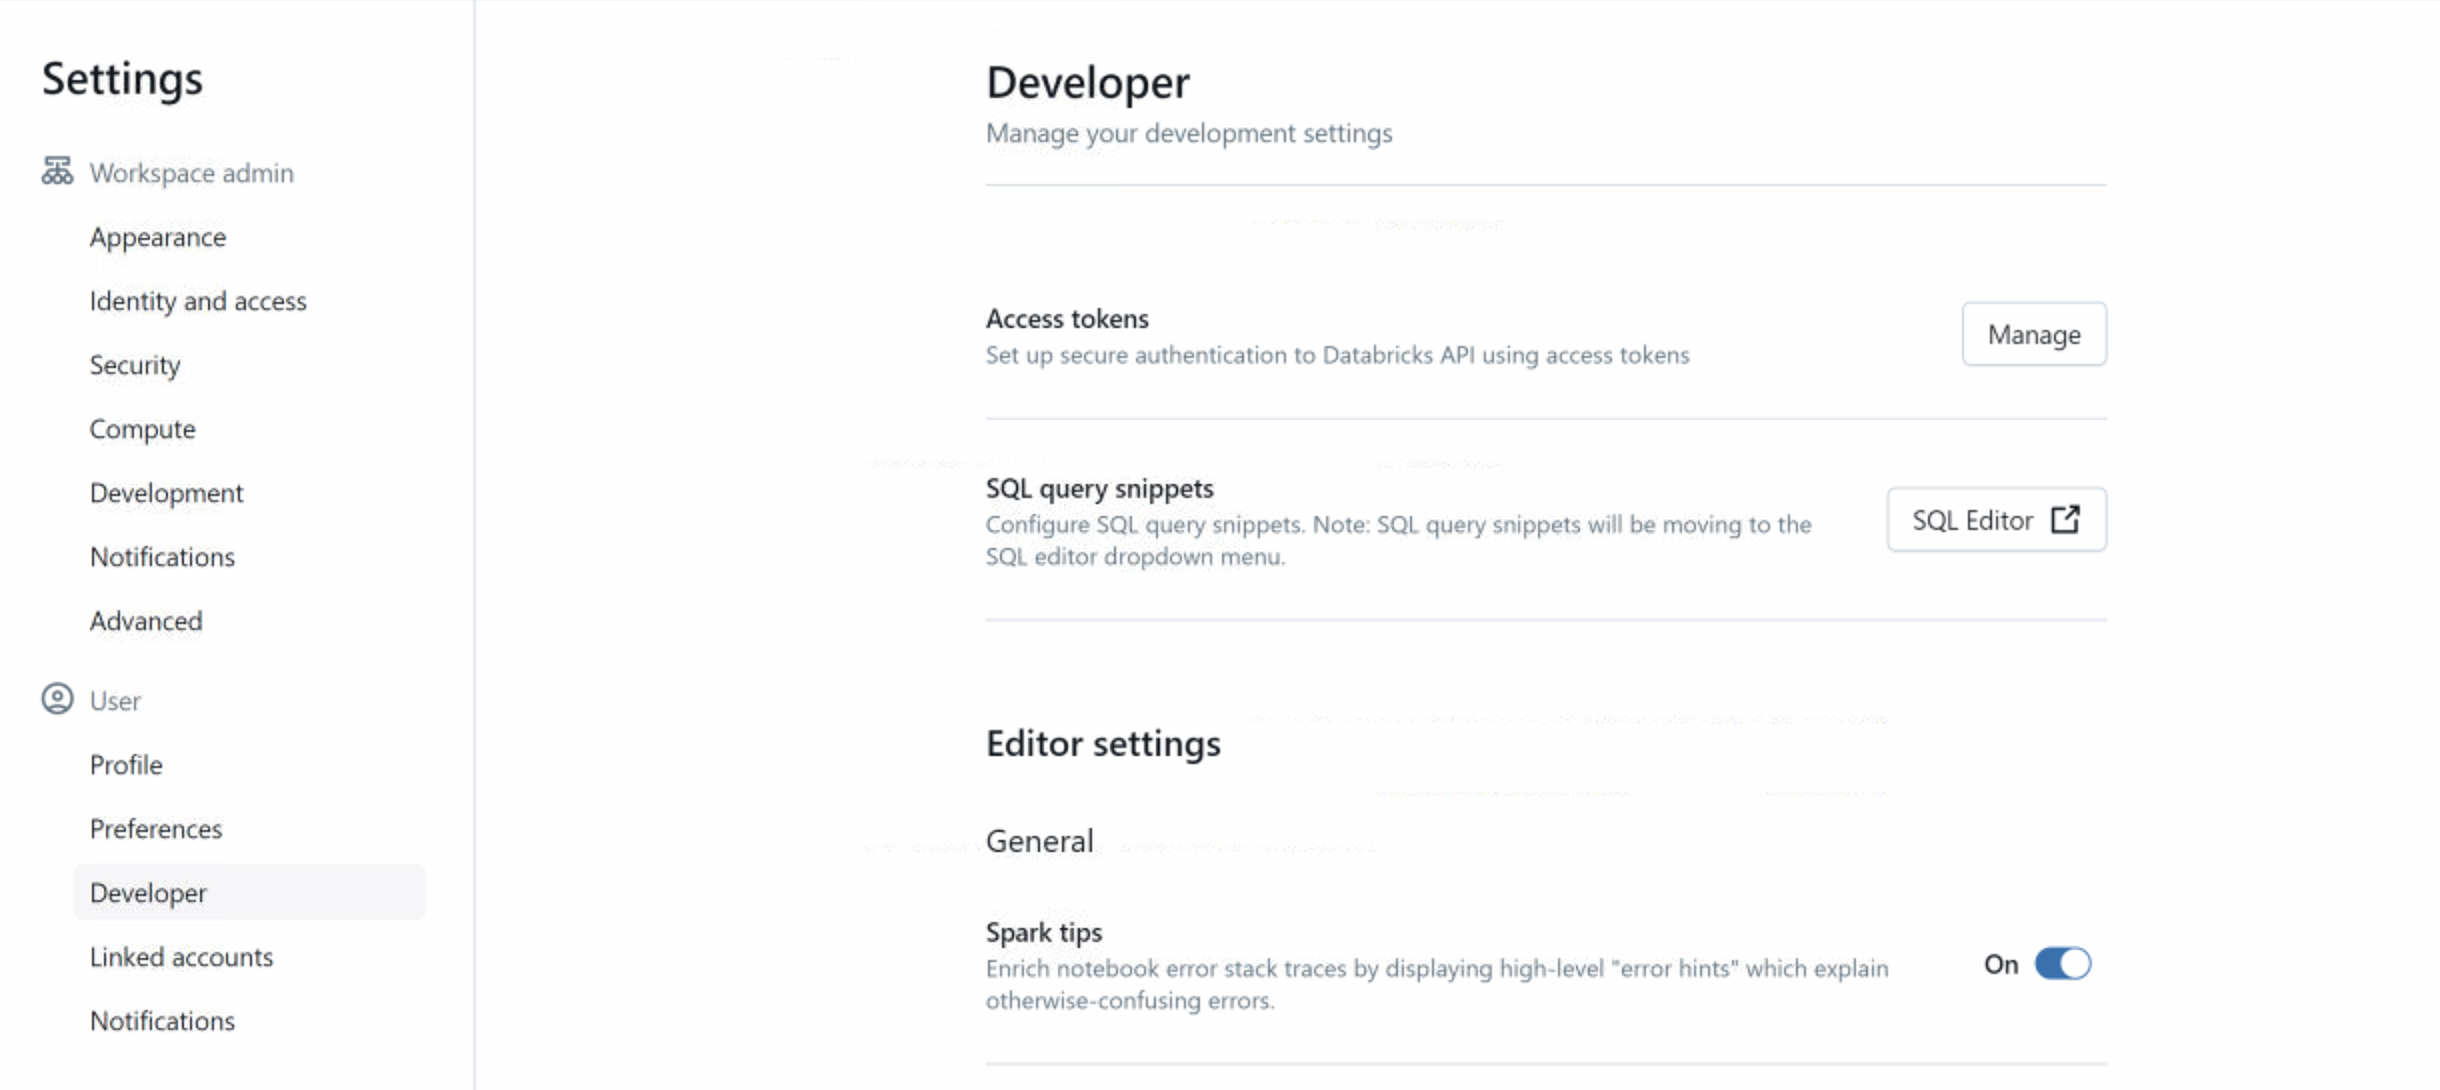 Settings
Workspace admin
Appearance
Identity and access
Security
Compute
Development
Notifications
Advanced
User
Profile
Preferences
Developer
Linked accounts
Notifications
Developer
Manage your development settings
Access tokens
Set up secure authentication to Databricks API using access tokens
Manage
SQL query snippets
Configure SQL query snippets. Note: SQL query snippets will be moving to the
SQL editor dropdown menu.
SQL Editor
Editor settings
General
Spark tips
Enrich notebook error stack traces by displaying high-level "error hints" which explain
otherwise-confusing errors.
On